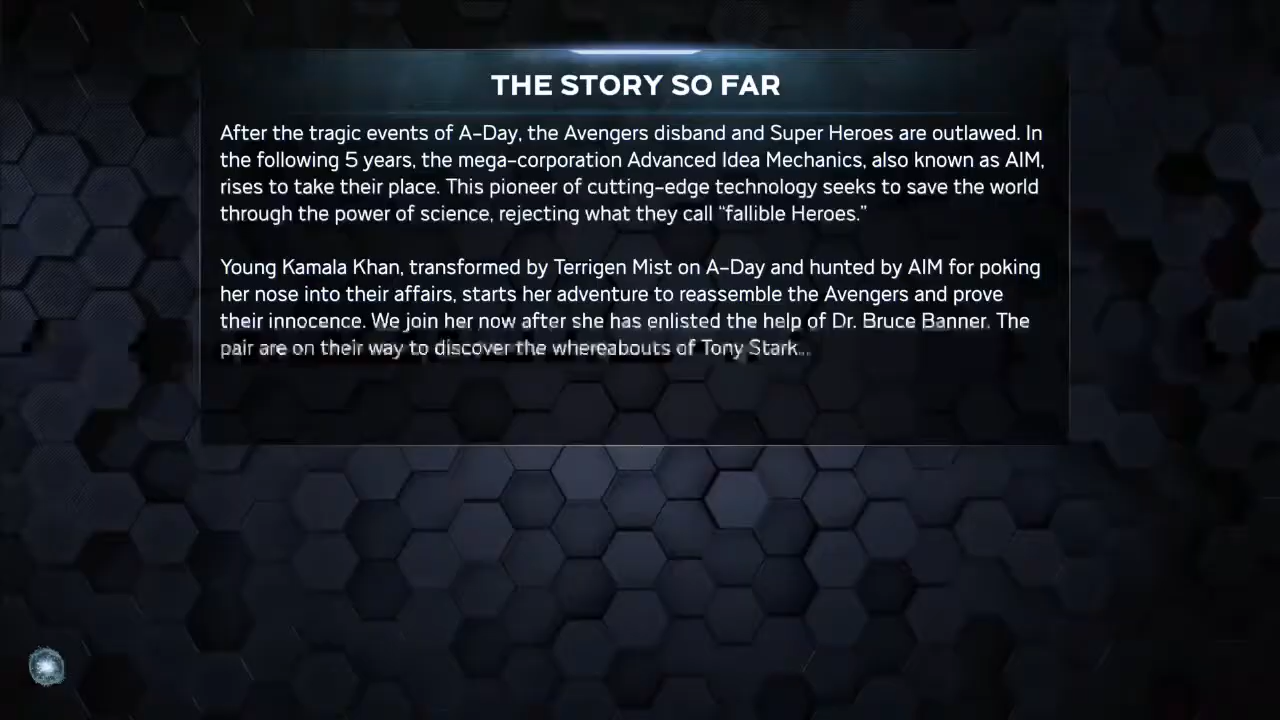 THE STORY SO FAR
After the tragic events of A-Day, the Avengers disband and Super Heroes are outlawed. In
the following 5 years, the mega-corporation Advanced Idea Mechanics, also known as AIM,
rises to take their place. This pioneer of cutting-edge technology seeks to save the world
through the power of science, rejecting what they call “fallible Heroes.”
Young Kamala Khan, transformed by Terrigen Mist on A-Day and hunted by AIM for poking
her nose into their affairs, starts her adventure to reassemble the Avengers and prove
their innocence. We join her now after she has enlisted the help of Dr. Bruce Banner. The
pair are on their way to discover the whereabouts of Tony Stark...